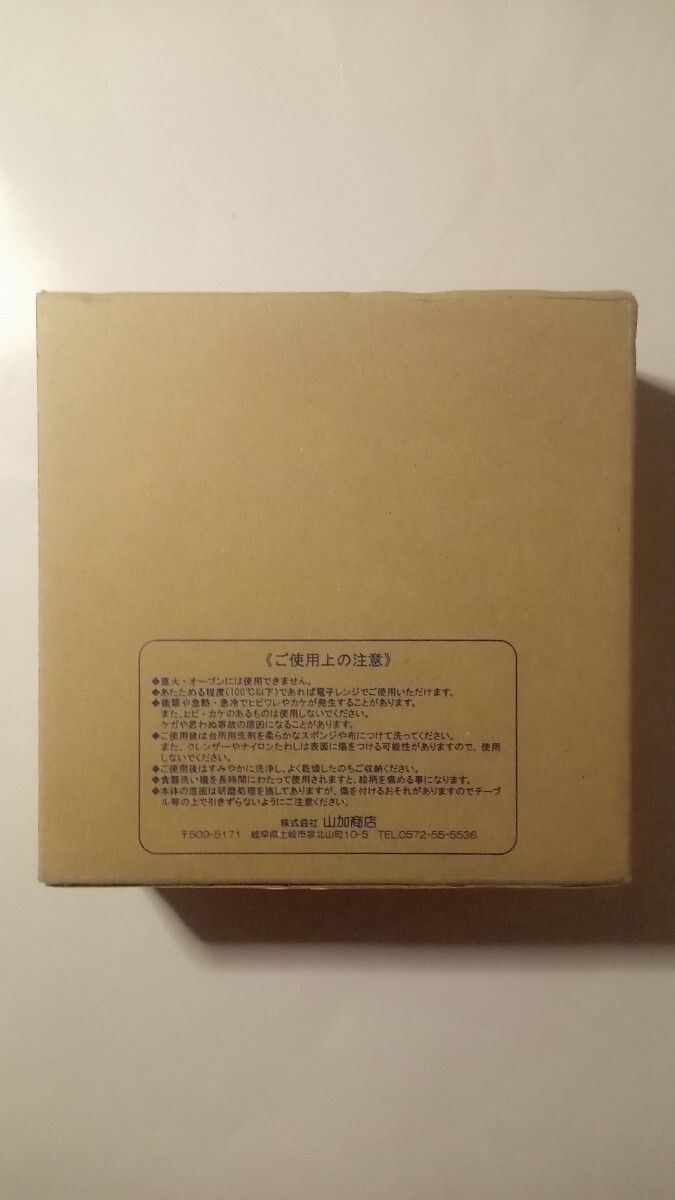 《ご使用上の注意》
◆直火・オーブンには使用できません。
◆あたためる程度(100℃以下)であれば電子レンジでご使用いただけます。
◆衝撃や急熱・急冷でヒビワレやカケが発生することがあります。
また、ヒビ・カケのあるものは使用しないでください。
ケガや思わぬ事故の原因になることがあります。
◆ご使用後は台所用洗剤を柔らかなスポンジや布につけて洗ってください。
また、クレンザーやナイロンたわしは表面に傷をつける可能性がありますので、使用
しないでください。
◆ご使用後はすみやかに洗浄し、よく乾燥したのちご収納ください。
◆食器洗い機を長時間にわたって使用されますと、絵柄を痛める事になります。
◆本体の底面は研磨処理を施してありますが、傷を付けるおそれがありますのでテーブ
ル等の上で引きずらないようにご注意ください。
株式会社 山加商店
〒509-5171 岐阜県土岐市泉北山町10-5 TEL.0572-55-5536